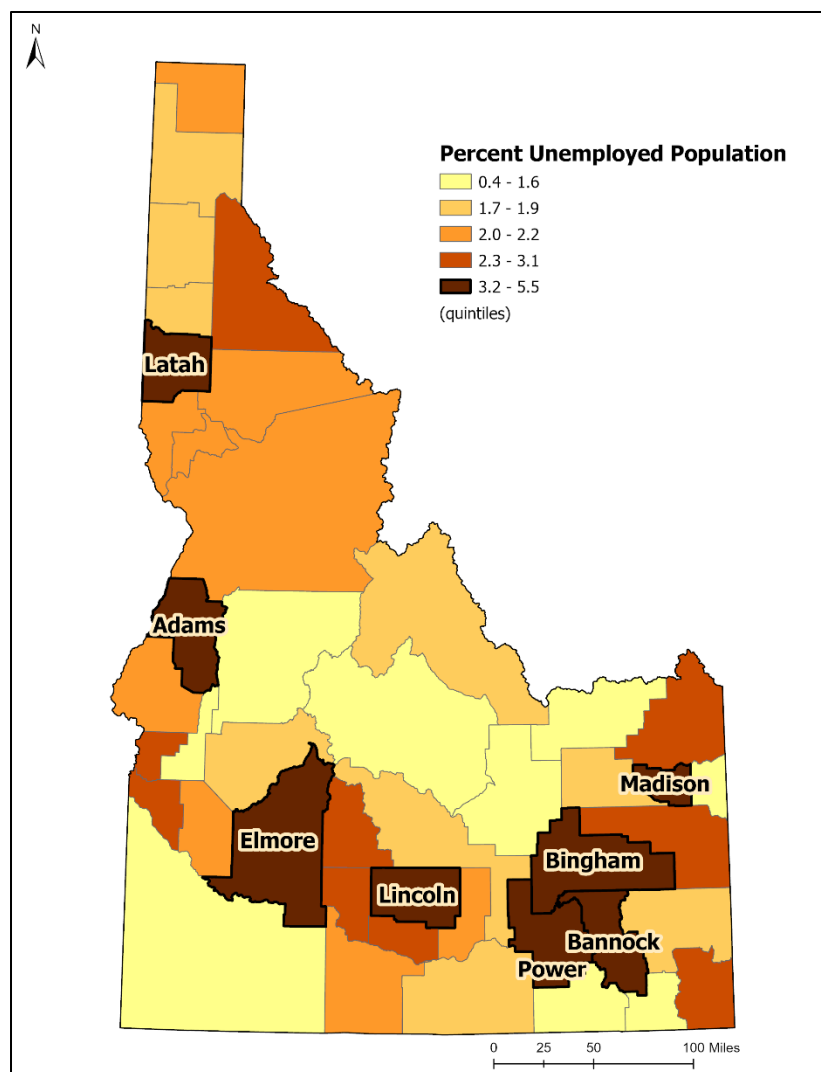 N
Percent Unemployed Population
0.4 - 1.6
1.7 - 1.9
2.0 - 2.2
2.3 - 3.1
3.2 - 5.5
(quintiles)
Latah
Adams
Madison
Elmore
Bingham
Lincoln
Bannock
Power
0 25 50 100 Miles